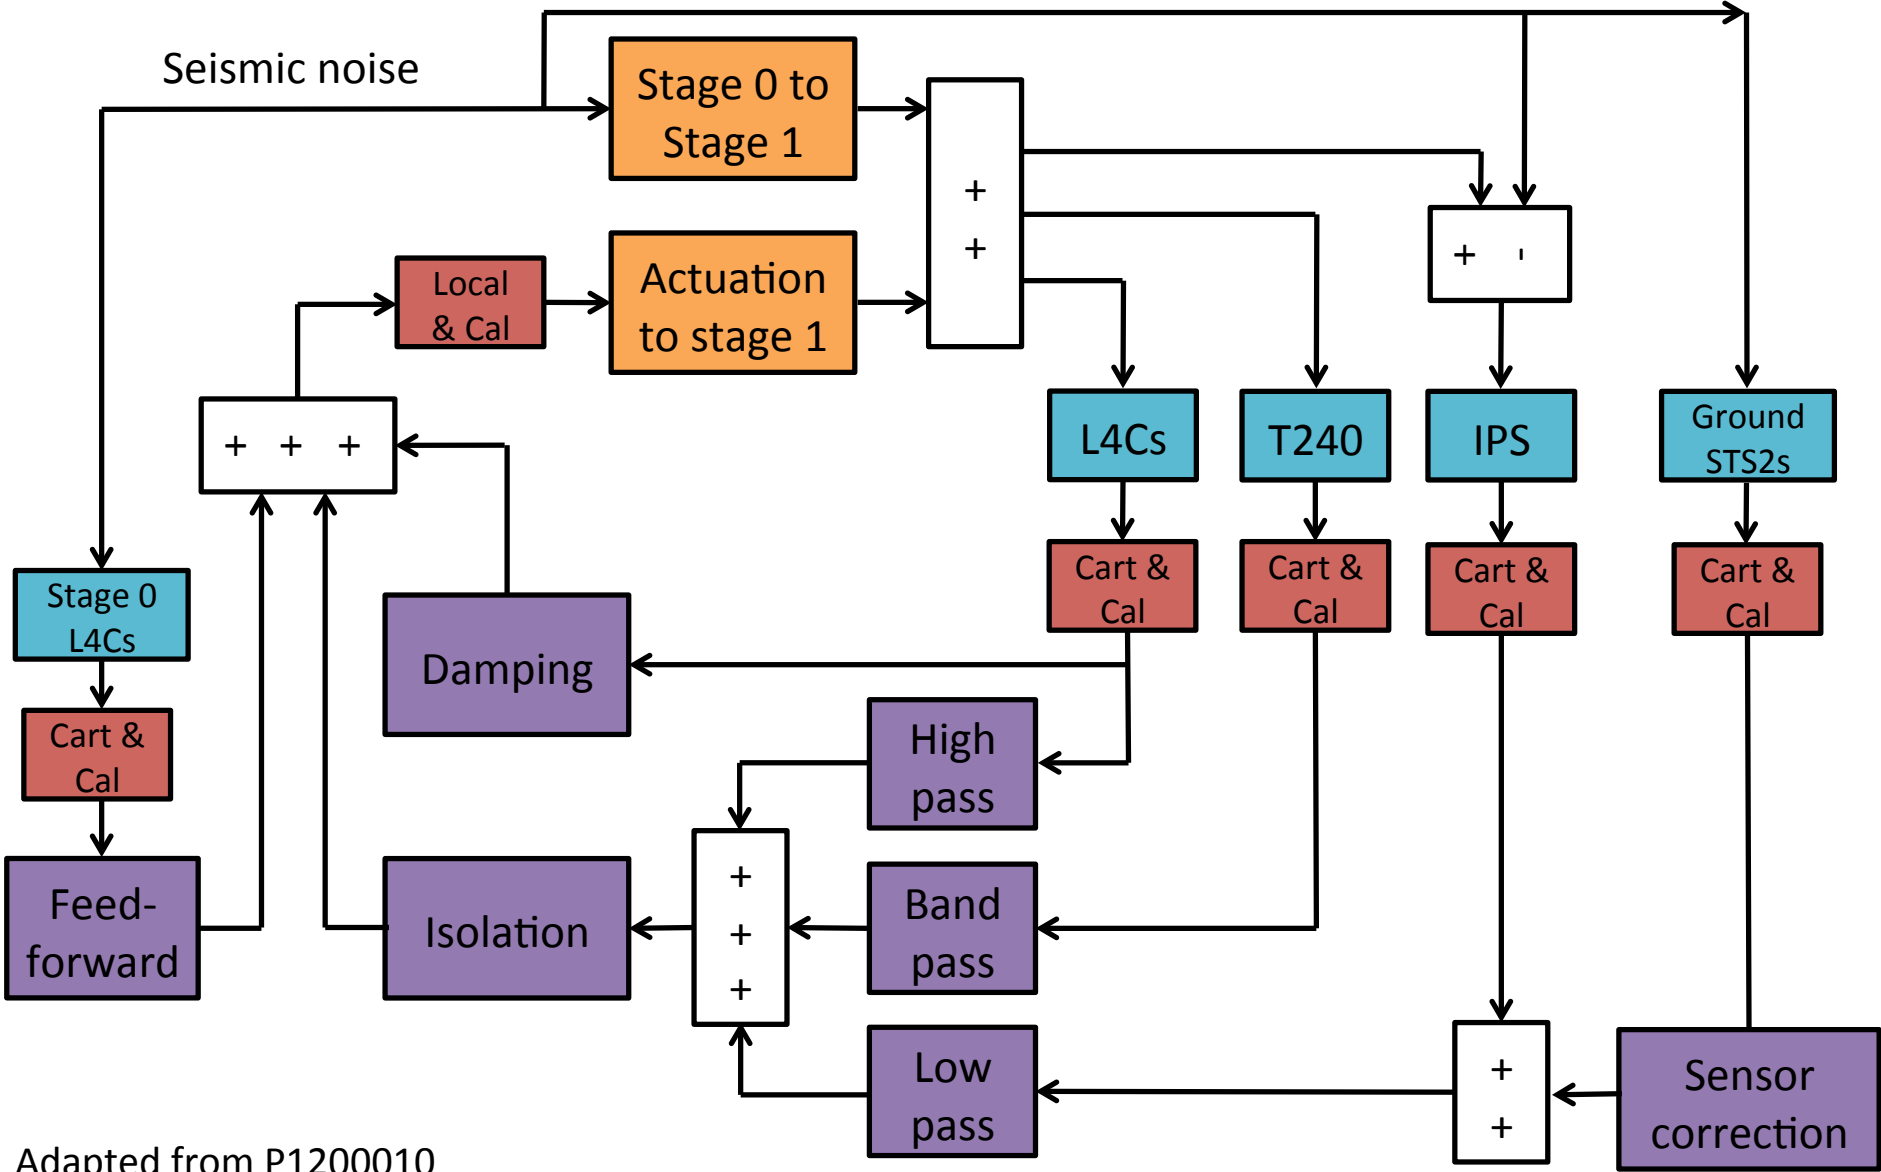 Seismic noise
Stage 0 to
Stage 1
+
+
+ -
Local
& Cal
Actuation
to stage 1
+ + +
L4Cs
T240
IPS
Ground
STS2s
Cart &
Cal
Cart &
Cal
Cart &
Cal
Cart &
Cal
Stage 0
L4Cs
Damping
Cart &
Cal
High
pass
Feed-
forward
Isolation
+
+
+
Band
pass
Low
pass
+
+
Sensor
correction
Adapted from P1200010